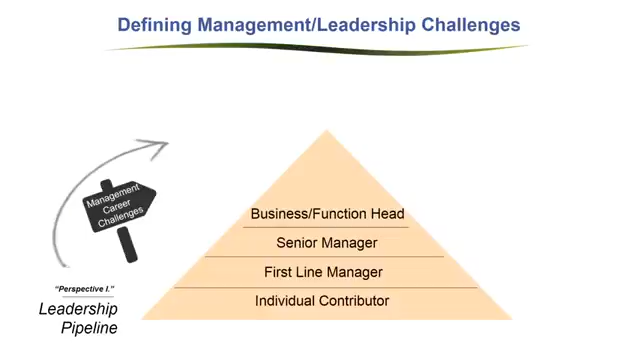 Defining Management/Leadership Challenges
Management
Career
Challenges
Business/Function Head
Senior Manager
First Line Manager
Individual Contributor
"Perspective I."
Leadership
Pipeline